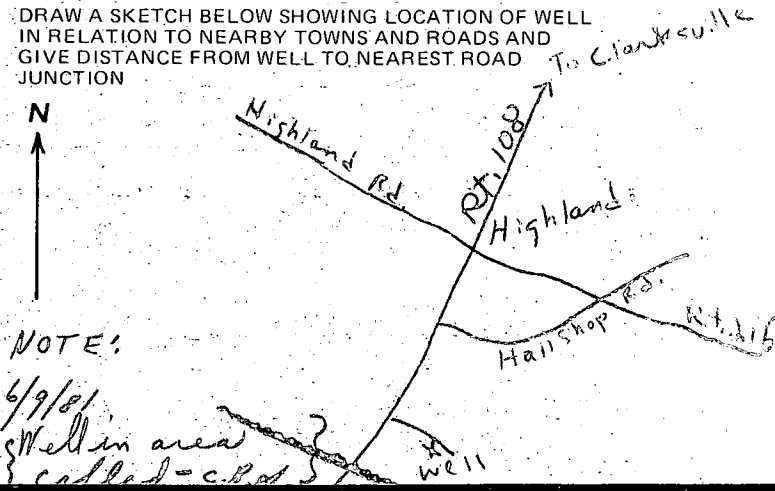 DRAW A SKETCH BELOW SHOWING LOCATION OF WELL
IN RELATION TO NEARBY TOWNS AND ROADS AND
GIVE DISTANCE FROM WELL TO NEAREST ROAD
JUNCTION
To Clarksville
N
Highland Rd.
Rt. 108
Highland
Hallshop Rd.
Rt. 216
NOTE:
6/9/81
Well in area
called -
well